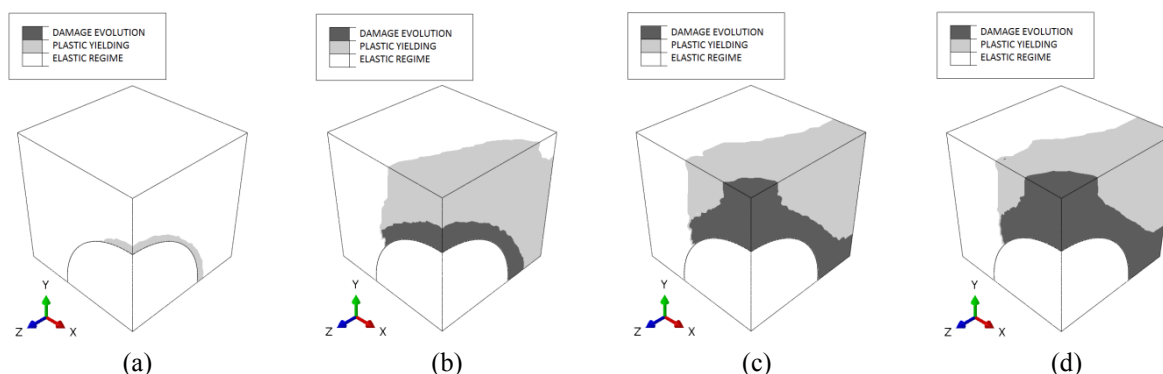 DAMAGE EVOLUTION
PLASTIC YIELDING
ELASTIC REGIME
DAMAGE EVOLUTION
PLASTIC YIELDING
ELASTIC REGIME
DAMAGE EVOLUTION
PLASTIC YIELDING
ELASTIC REGIME
DAMAGE EVOLUTION
PLASTIC YIELDING
ELASTIC REGIME
Y
Z X
Y
Z X
Y
Z X
Y
Z X
(a) (b) (c) (d)